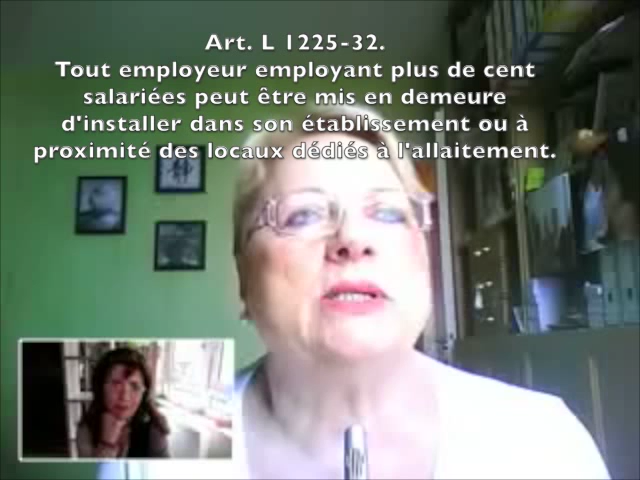 Art. L 1225-32.
Tout employeur employant plus de cent
salariées peut être mis en demeure
d'installer dans son établissement ou à
proximité des locaux dédiés à l'allaitement.